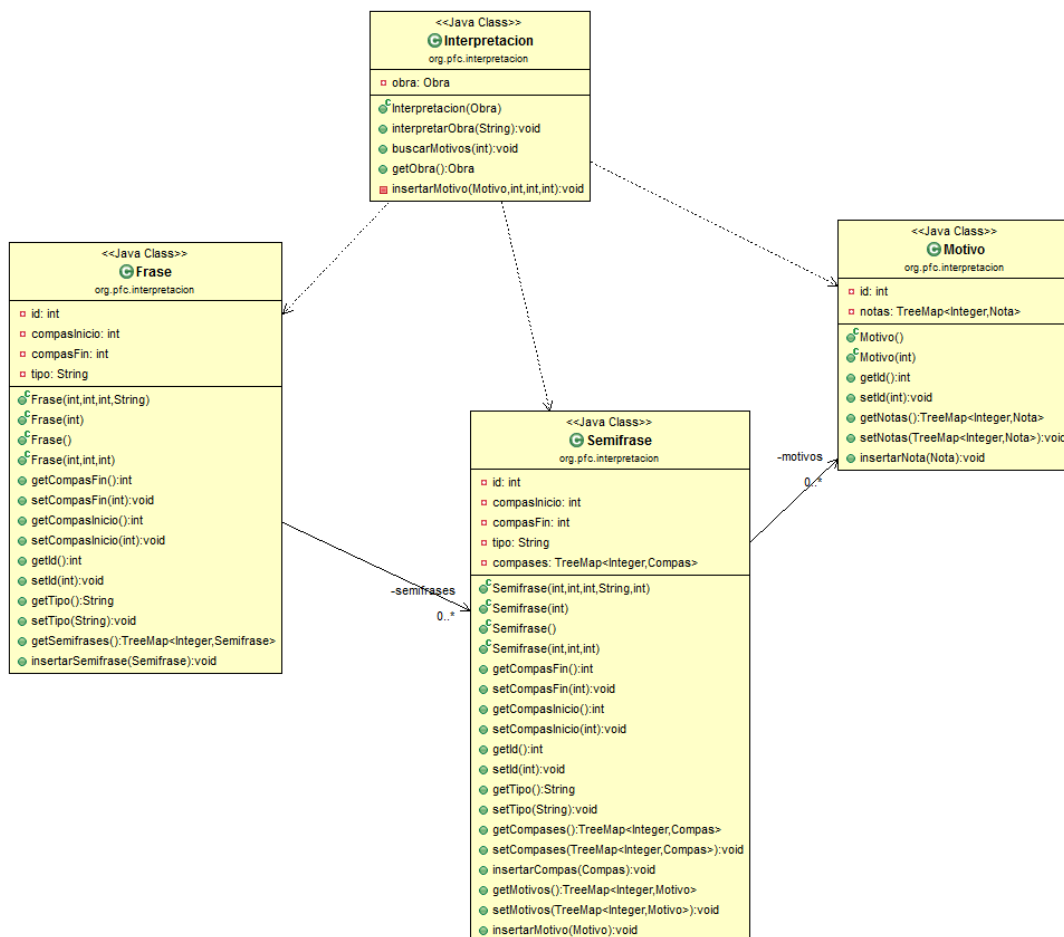 <<Java Class>>
Interpretacion
org.pfc.interpretacion
obra: Obra
Interpretacion(Obra)
interpretarObra(String):void
buscarMotivos(int):void
getObra():Obra
insertarMotivo(Motivo,int,int,int):void
<<Java Class>>
Frase
org.pfc.interpretacion
id: int
compasInicio: int
compasFin: int
tipo: String
Frase(int,int,int,String)
Frase(int)
Frase()
Frase(int,int,int)
getCompasFin():int
setCompasFin(int):void
getCompasInicio():int
setCompasInicio(int):void
getId():int
setId(int):void
getTipo():String
setTipo(String):void
getSemifrases():TreeMap<Integer,Semifrase>
insertarSemifrase(Semifrase):void
-semifrases
0..*
<<Java Class>>
Semifrase
org.pfc.interpretacion
id: int
compasInicio: int
compasFin: int
tipo: String
compases: TreeMap<Integer,Compas>
Semifrase(int,int,int,String,int)
Semifrase(int)
Semifrase()
Semifrase(int,int,int)
getCompasFin():int
setCompasFin(int):void
getCompasInicio():int
setCompasInicio(int):void
getId():int
setId(int):void
getTipo():String
setTipo(String):void
getCompases():TreeMap<Integer,Compas>
setCompases(TreeMap<Integer,Compas>):void
insertarCompas(Compas):void
getMotivos():TreeMap<Integer,Motivo>
setMotivos(TreeMap<Integer,Motivo>):void
insertarMotivo(Motivo):void
-motivos
0..*
<<Java Class>>
Motivo
org.pfc.interpretacion
id: int
notas: TreeMap<Integer,Nota>
Motivo()
Motivo(int)
getId():int
setId(int):void
getNotas():TreeMap<Integer,Nota>
setNotas(TreeMap<Integer,Nota>):void
insertarNota(Nota):void